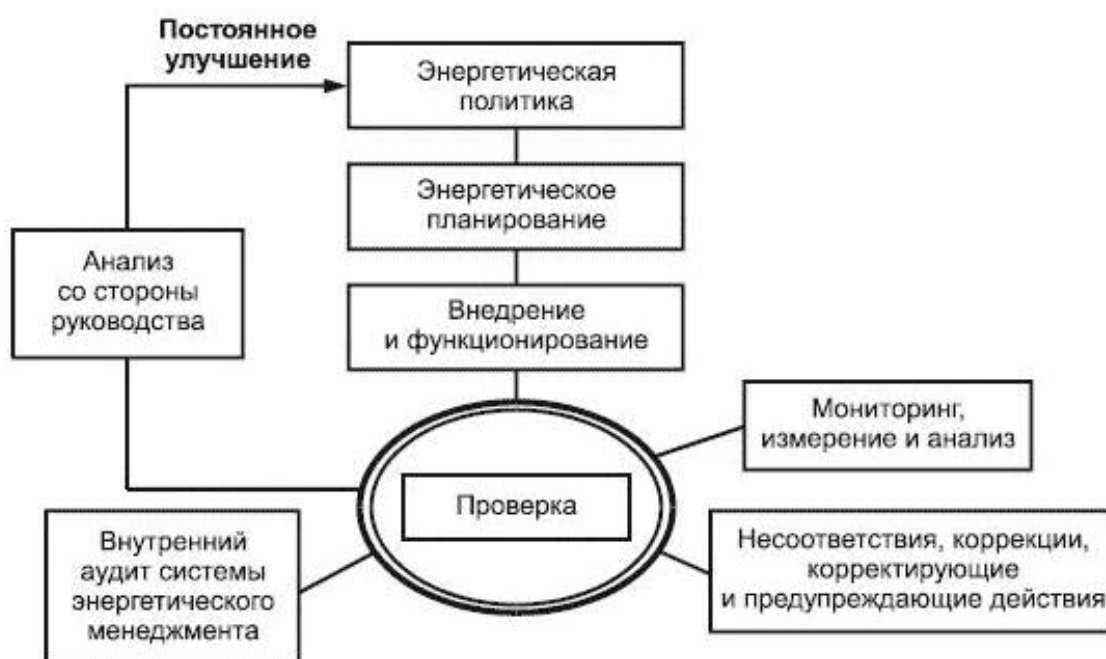 Постоянное
улучшение
Энергетическая
политика
Энергетическое
планирование
Анализ
со стороны
руководства
Внедрение
и функционирование
Мониторинг,
измерение и анализ
Проверка
Внутренний
аудит системы
энергетического
менеджмента
Несоответствия, коррекции,
корректирующие
и предупреждающие действия